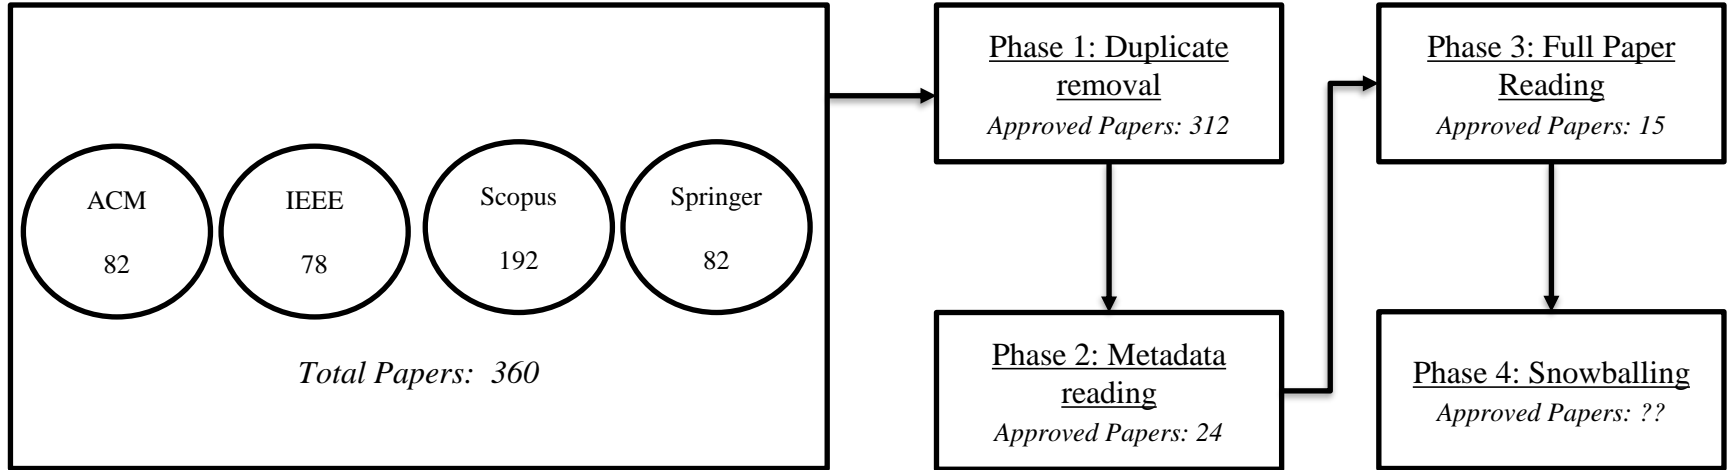 ACM
82
IEEE
78
Scopus
192
Springer
82
Total Papers: 360
Phase 1: Duplicate
removal
Approved Papers: 312
Phase 2: Metadata
reading
Approved Papers: 24
Phase 3: Full Paper
Reading
Approved Papers: 15
Phase 4: Snowballing
Approved Papers: ??